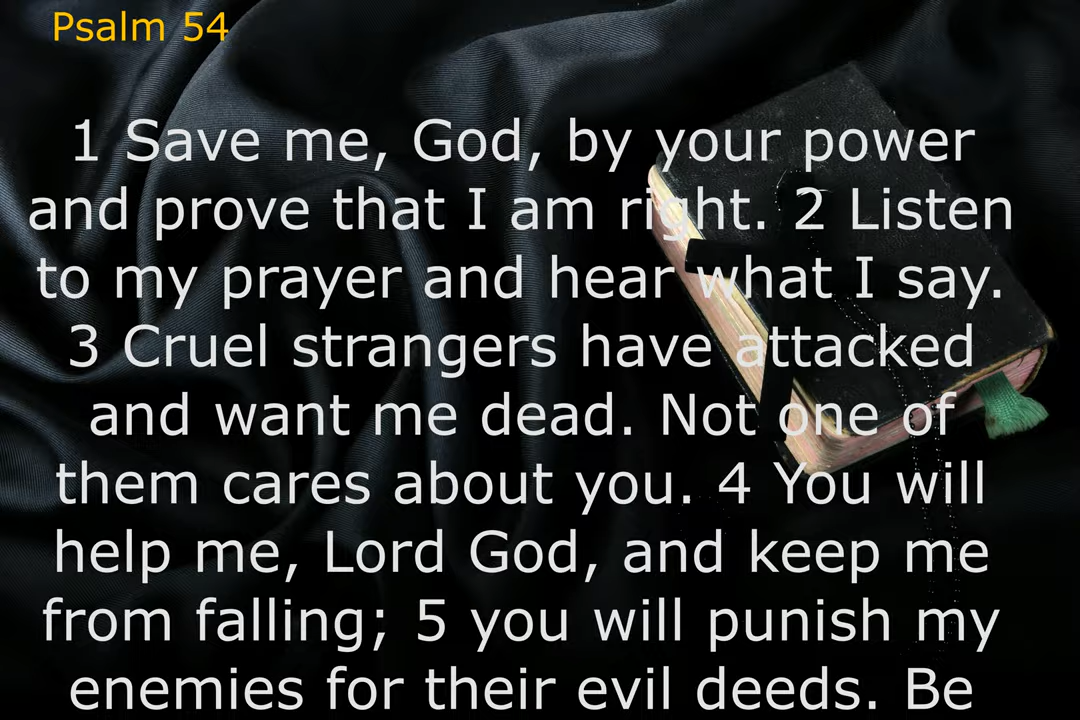 Psalm 54
1 Save me, God, by your power
and prove that I am right. 2 Listen
to my prayer and hear what I say.
3 Cruel strangers have attacked
and want me dead. Not one of
them cares about you. 4 You will
help me, Lord God, and keep me
from falling; 5 you will punish my
enemies for their evil deeds. Be